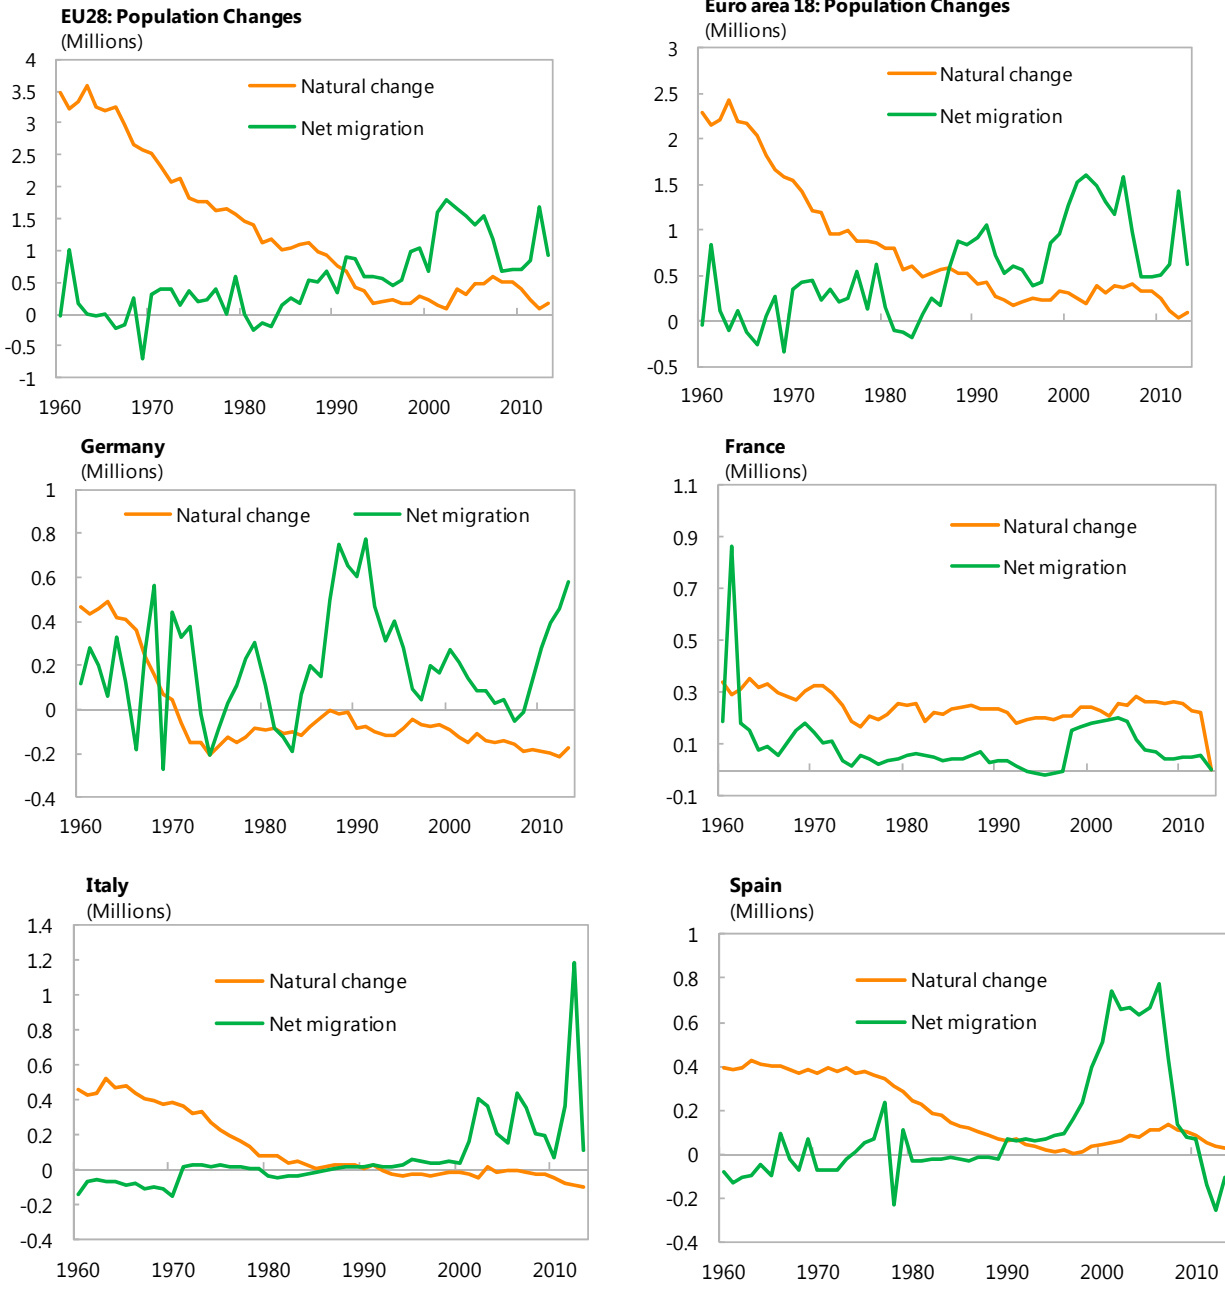 EU28: Population Changes
(Millions)
4
3.5
3
2.5
2
1.5
1
0.5
0
-0.5
-1
Natural change
Net migration
1960 1970 1980 1990 2000 2010
Euro area 18: Population Changes
(Millions)
3
2.5
2
1.5
1
0.5
0
-0.5
Natural change
Net migration
1960 1970 1980 1990 2000 2010
Germany
(Millions)
1
0.8
0.6
0.4
0.2
0
-0.2
-0.4
Natural change Net migration
1960 1970 1980 1990 2000 2010
France
(Millions)
1.1
0.9
0.7
0.5
0.3
0.1
-0.1
Natural change
Net migration
1960 1970 1980 1990 2000 2010
Italy
(Millions)
1.4
1.2
1
0.8
0.6
0.4
0.2
0
-0.2
-0.4
Natural change
Net migration
1960 1970 1980 1990 2000 2010
Spain
(Millions)
1
0.8
0.6
0.4
0.2
0
-0.2
-0.4
Natural change
Net migration
1960 1970 1980 1990 2000 2010